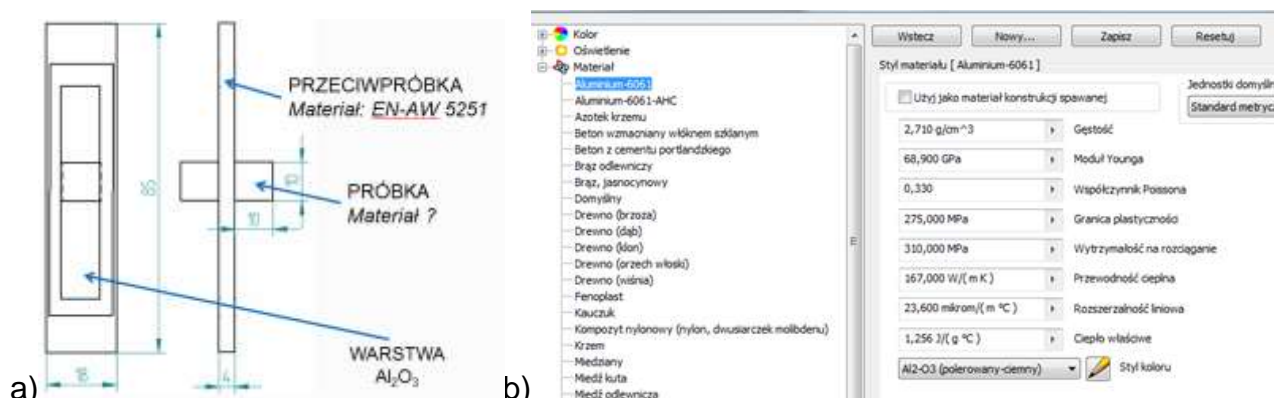 PRZECIWPRÓBKA
Materiał: EN-AW 5251
PRÓBKA
Materiał ?
WARSTWA
Al₂O₃
85
10
10
18
4
a)
Kolor
Oświetlenie
Materiał
Aluminium-6061
Aluminium-6061-AHC
Azotek krzemu
Beton wzmacniany włóknem szklanym
Beton z cementu portlandzkiego
Brąz odlewniczy
Brąz, jasnocynowy
Domyślny
Drewno (brzoza)
Drewno (dąb)
Drewno (klon)
Drewno (orzech włoski)
Drewno (wiśnia)
Fenoplast
Kauczuk
Kompozyt nylonowy (nylon, dwusiarczek molibdenu)
Krzem
Miedziany
Miedź kuta
Miedź odlewnicza
Wstecz
Nowy...
Zapisz
Resetuj
Styl materiału [ Aluminium-6061 ]
Użyj jako materiał konstrukcji spawanej
Jednostki domyśln
Standard metrycz
2,710 g/cm^3 Gęstość
68,900 GPa Moduł Younga
0,330 Współczynnik Poissona
275,000 MPa Granica plastyczności
310,000 MPa Wytrzymałość na rozciąganie
167,000 W/( m K) Przewodność cieplna
23,600 mikrom/( m °C ) Rozszerzalność liniowa
1,256 J/( g °C ) Ciepło właściwe
Al2-O3 (polerowany-ciemny) Styl koloru
b)